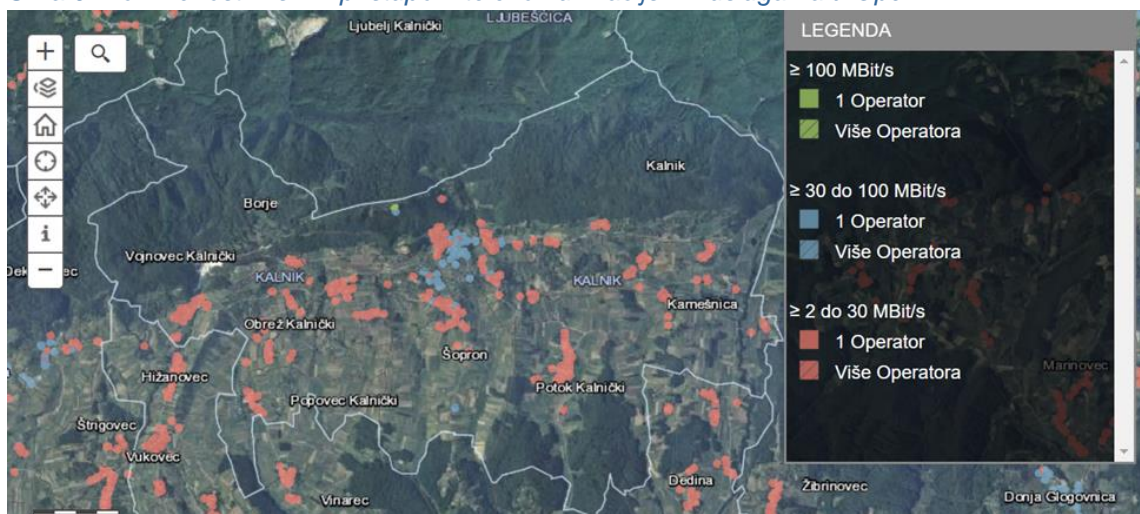 LJUBEŠĆICA
Ljubelj Kalnički
LEGENDA
≥ 100 MBit/s
1 Operator
Više Operatora
Kalnik
≥ 30 do 100 MBit/s
Borje
1 Operator
Više Operatora
Vojnovec Kalnički
KALNIK
KALNIK
≥ 2 do 30 MBit/s
Kamešnica
Obrež Kalnički
1 Operator
Šopron
Više Operatora
Marinovec
Hižanovec
Potok Kalnički
Popovec Kalnički
Štrigovec
Vukovec
Dedina
Žibrinovec
Vinarec
Donja Glogovnica